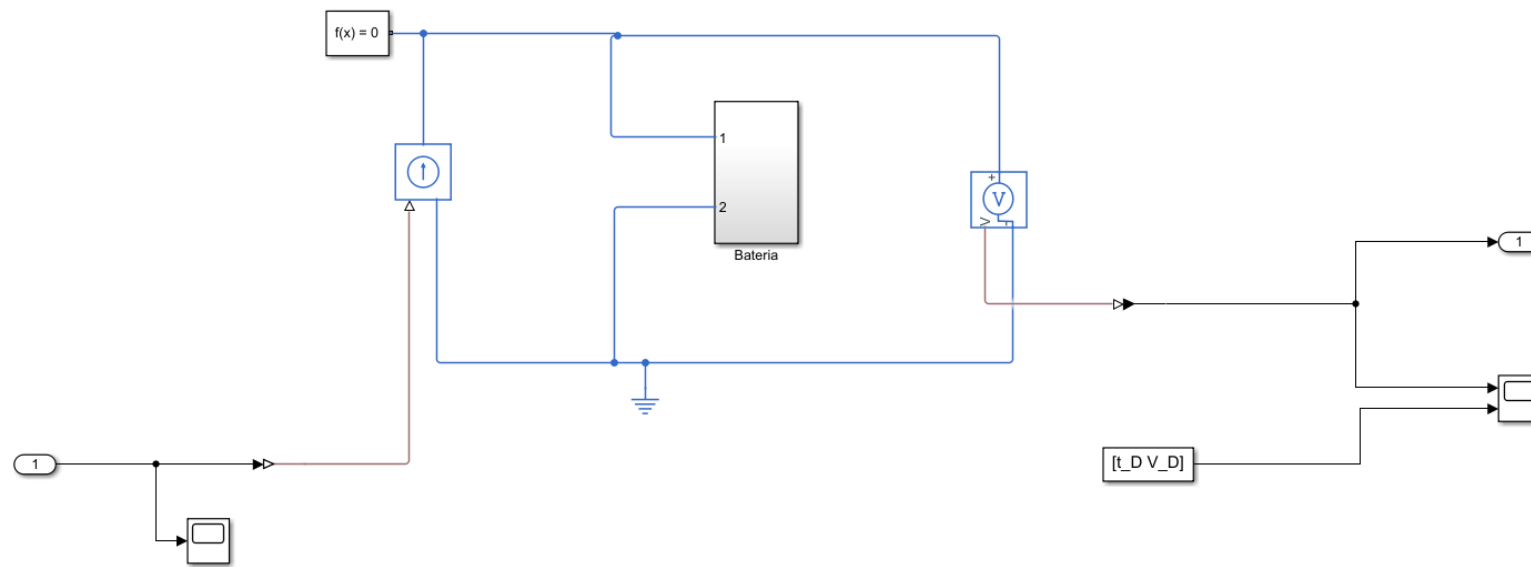 f(x) = 0
1
2
Bateria
+
V
V
-
1
1
[t_D V_D]